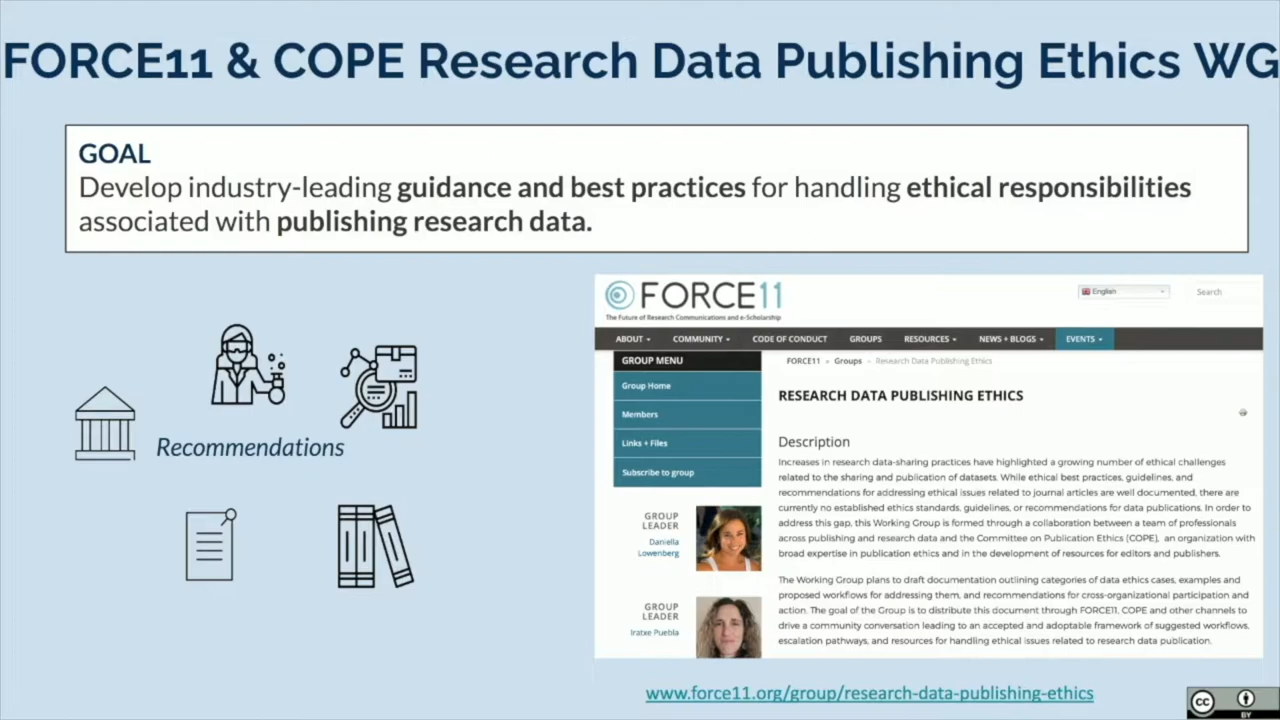 FORCE11 & COPE Research Data Publishing Ethics WG
GOAL
Develop industry-leading guidance and best practices for handling ethical responsibilities
associated with publishing research data.
Recommendations
FORCE11
The Future of Research Communications and e-Scholarship
English
Search
ABOUT
COMMUNITY
CODE OF CONDUCT
GROUPS
RESOURCES
NEWS + BLOGS
EVENTS
GROUP MENU
Group Home
Members
Links + Files
Subscribe to group
GROUP
LEADER
Daniella
Lowenberg
GROUP
LEADER
Iratxe Puebla
FORCE11 » Groups » Research Data Publishing Ethics
RESEARCH DATA PUBLISHING ETHICS
Description
Increases in research data-sharing practices have highlighted a growing number of ethical challenges
related to the sharing and publication of datasets. While ethical best practices, guidelines, and
recommendations for addressing ethical issues related to journal articles are well documented, there are
currently no established ethics standards, guidelines, or recommendations for data publications. In order to
address this gap, this Working Group is formed through a collaboration between a team of professionals
across publishing and research data and the Committee on Publication Ethics (COPE), an organization with
broad expertise in publication ethics and in the development of resources for editors and publishers.
The Working Group plans to draft documentation outlining categories of data ethics cases, examples and
proposed workflows for addressing them, and recommendations for cross-organizational participation and
action. The goal of the Group is to distribute this document through FORCE11, COPE and other channels to
drive a community conversation leading to an accepted and adoptable framework of suggested workflows,
escalation pathways, and resources for handling ethical issues related to research data publication.
www.force11.org/group/research-data-publishing-ethics
cc
BY